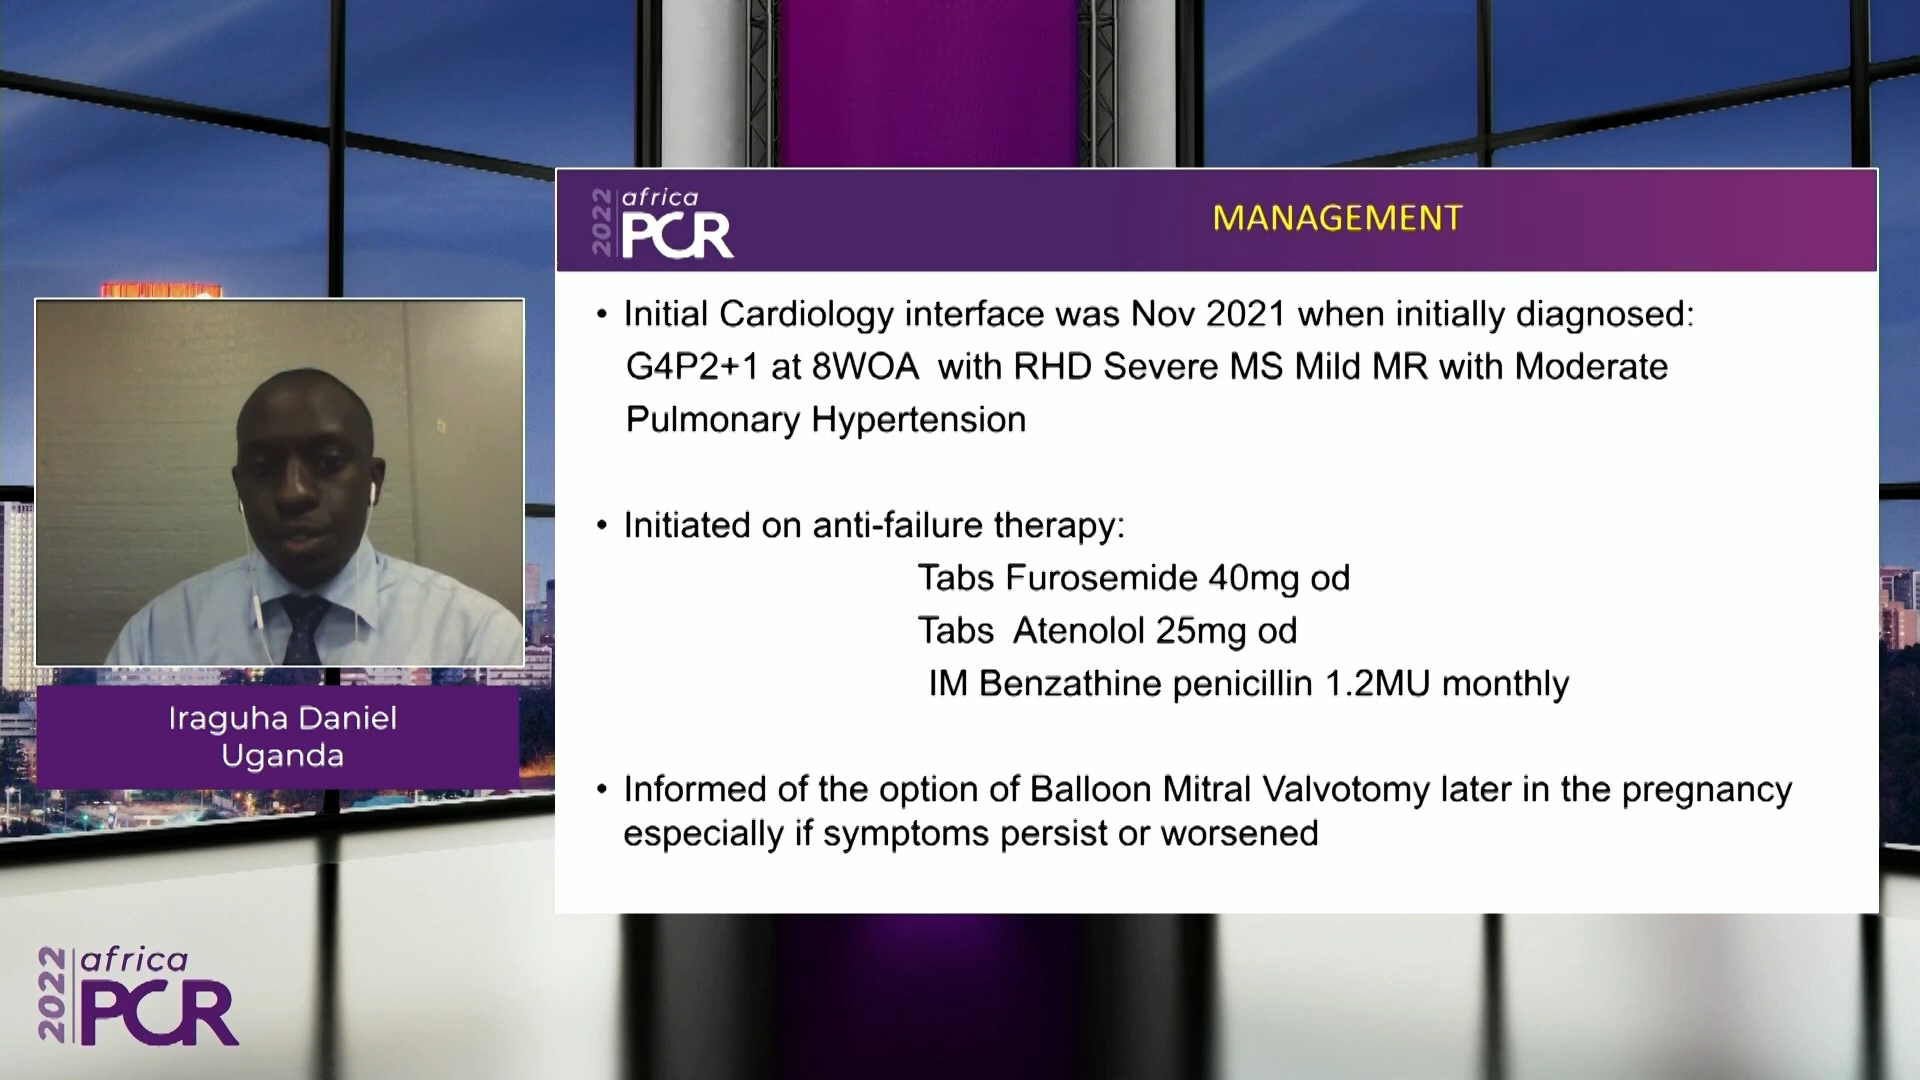 2022
africa
PCR
MANAGEMENT
• Initial Cardiology interface was Nov 2021 when initially diagnosed:
G4P2+1 at 8WOA with RHD Severe MS Mild MR with Moderate
Pulmonary Hypertension
• Initiated on anti-failure therapy:
Tabs Furosemide 40mg od
Tabs Atenolol 25mg od
IM Benzathine penicillin 1.2MU monthly
• Informed of the option of Balloon Mitral Valvotomy later in the pregnancy
especially if symptoms persist or worsened
Iraguha Daniel
Uganda
2022
africa
PCR